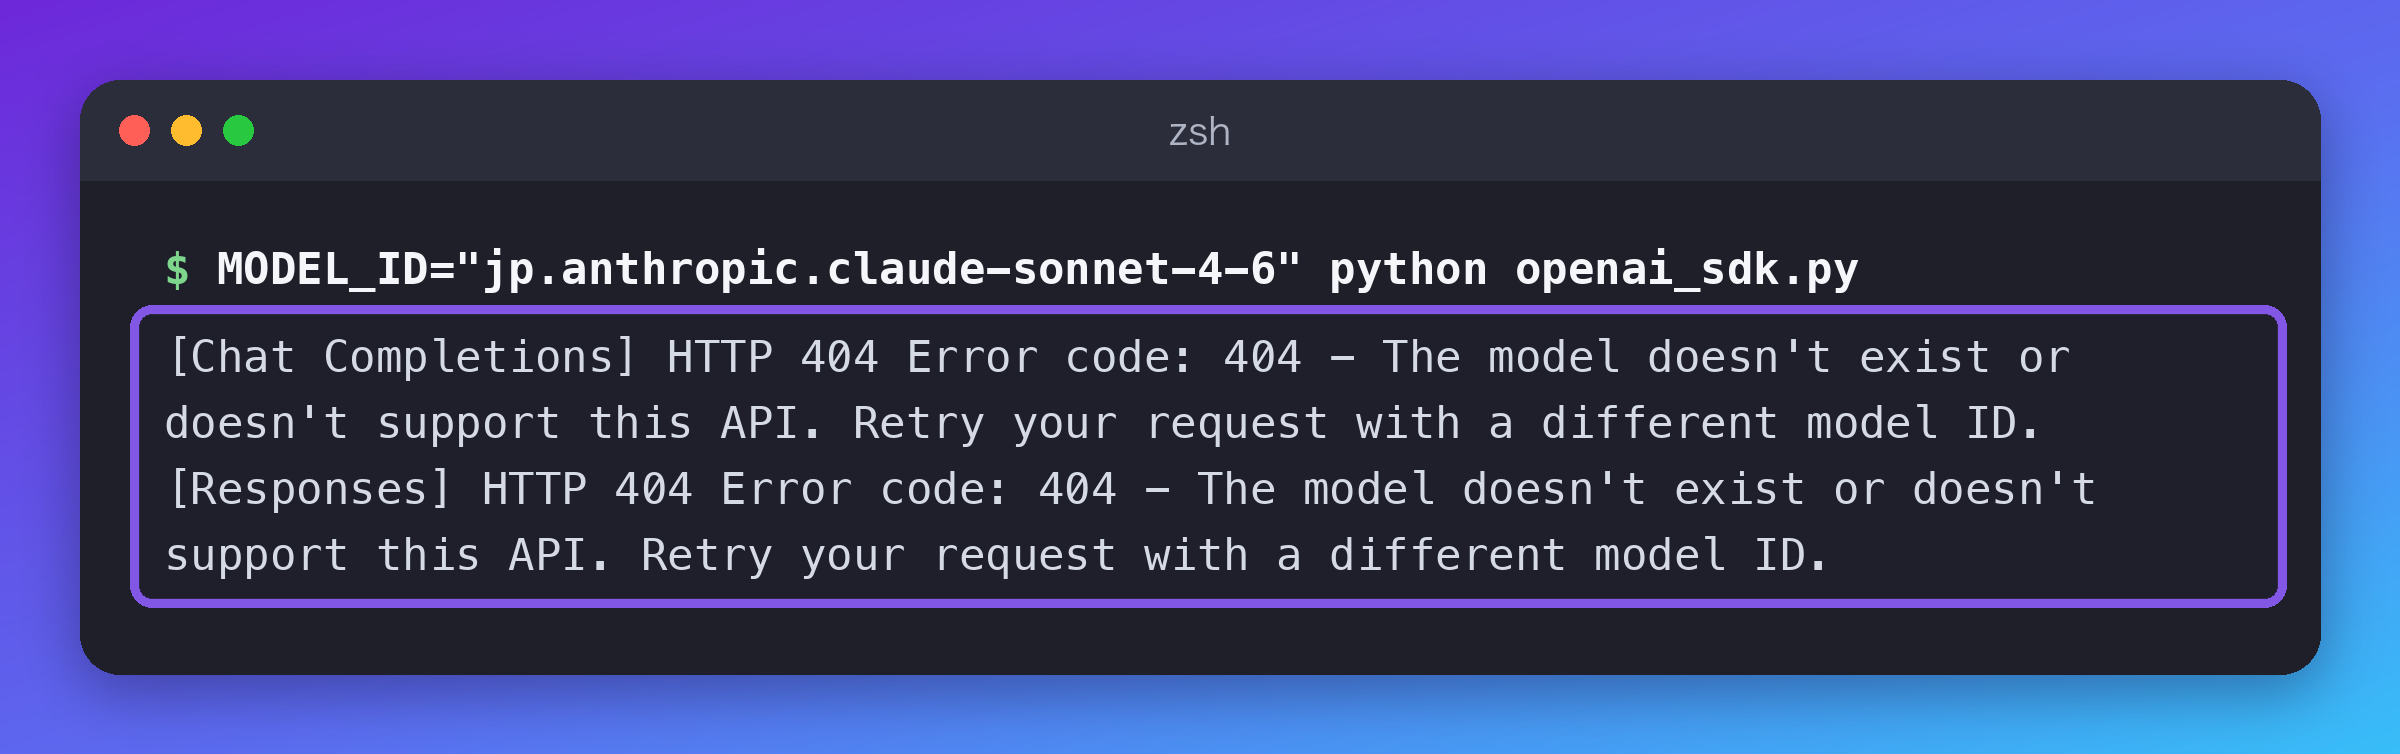 zsh
$ MODEL_ID="jp.anthropic.claude-sonnet-4-6" python openai_sdk.py
[Chat Completions] HTTP 404 Error code: 404 - The model doesn't exist or
doesn't support this API. Retry your request with a different model ID.
[Responses] HTTP 404 Error code: 404 - The model doesn't exist or doesn't
support this API. Retry your request with a different model ID.